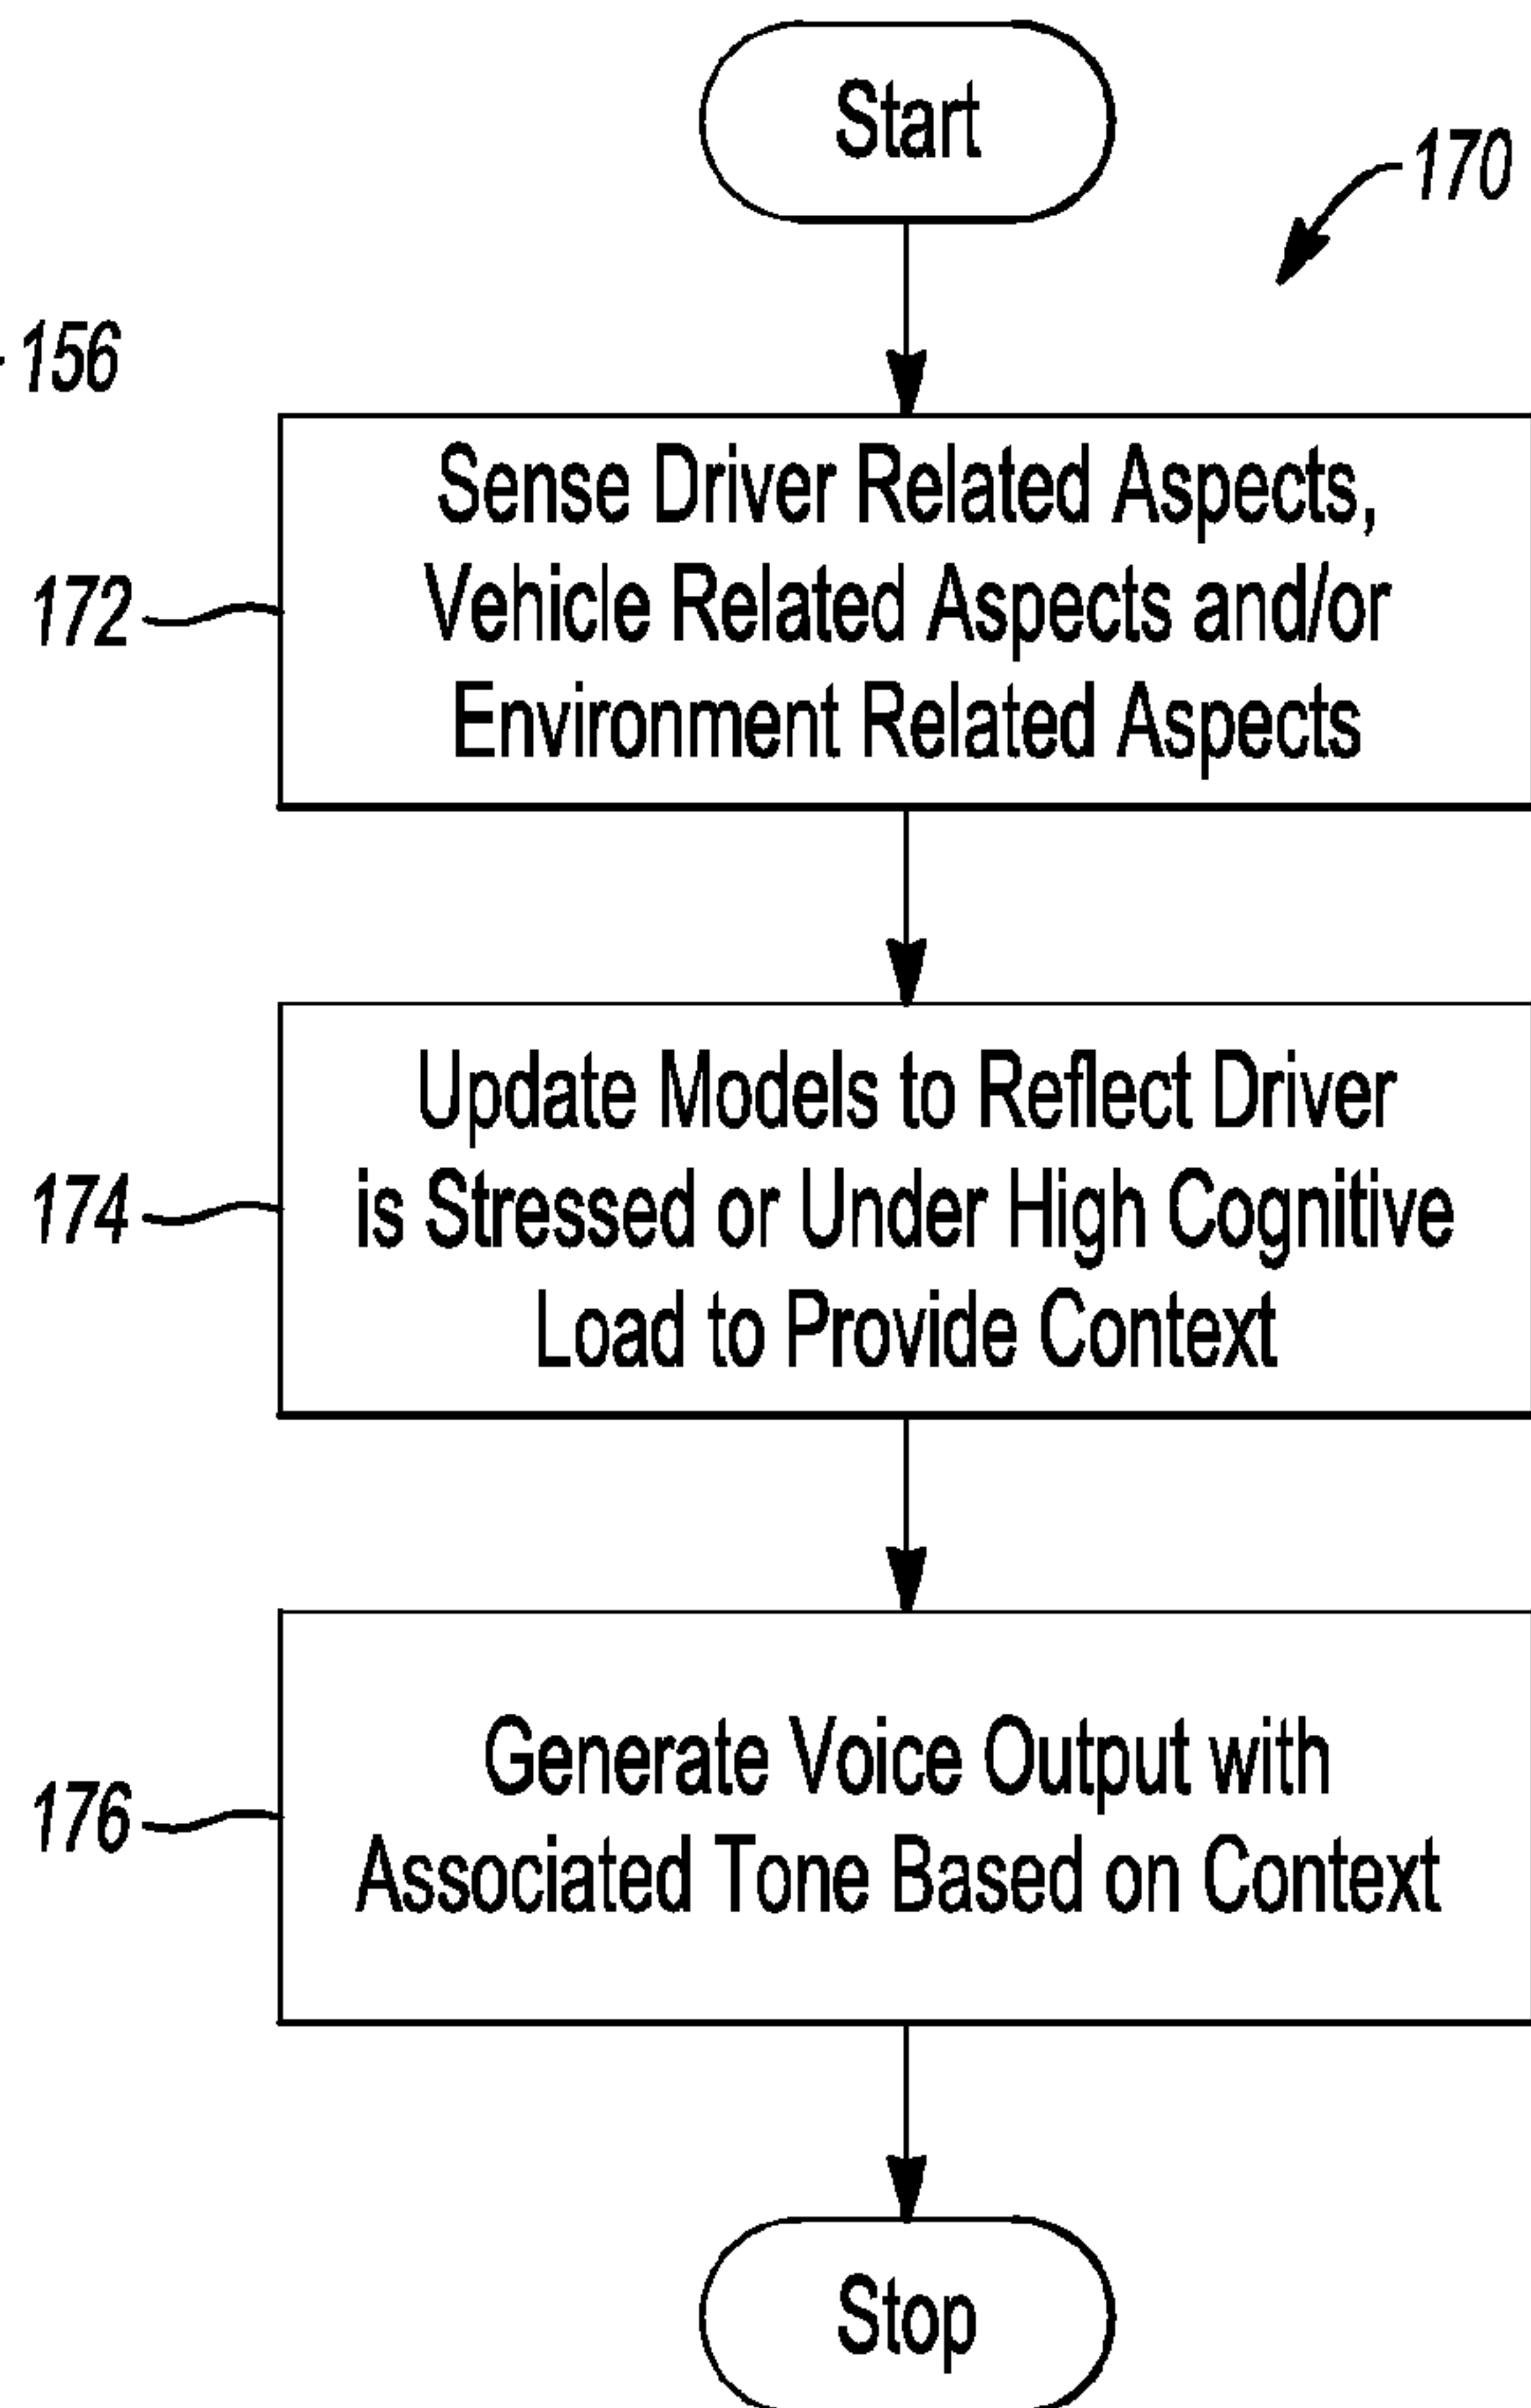 Start
170
156
Sense Driver Related Aspects,
Vehicle Related Aspects and/or
Environment Related Aspects
172
Update Models to Reflect Driver
is Stressed or Under High Cognitive
Load to Provide Context
174
Generate Voice Output with
Associated Tone Based on Context
176
Stop